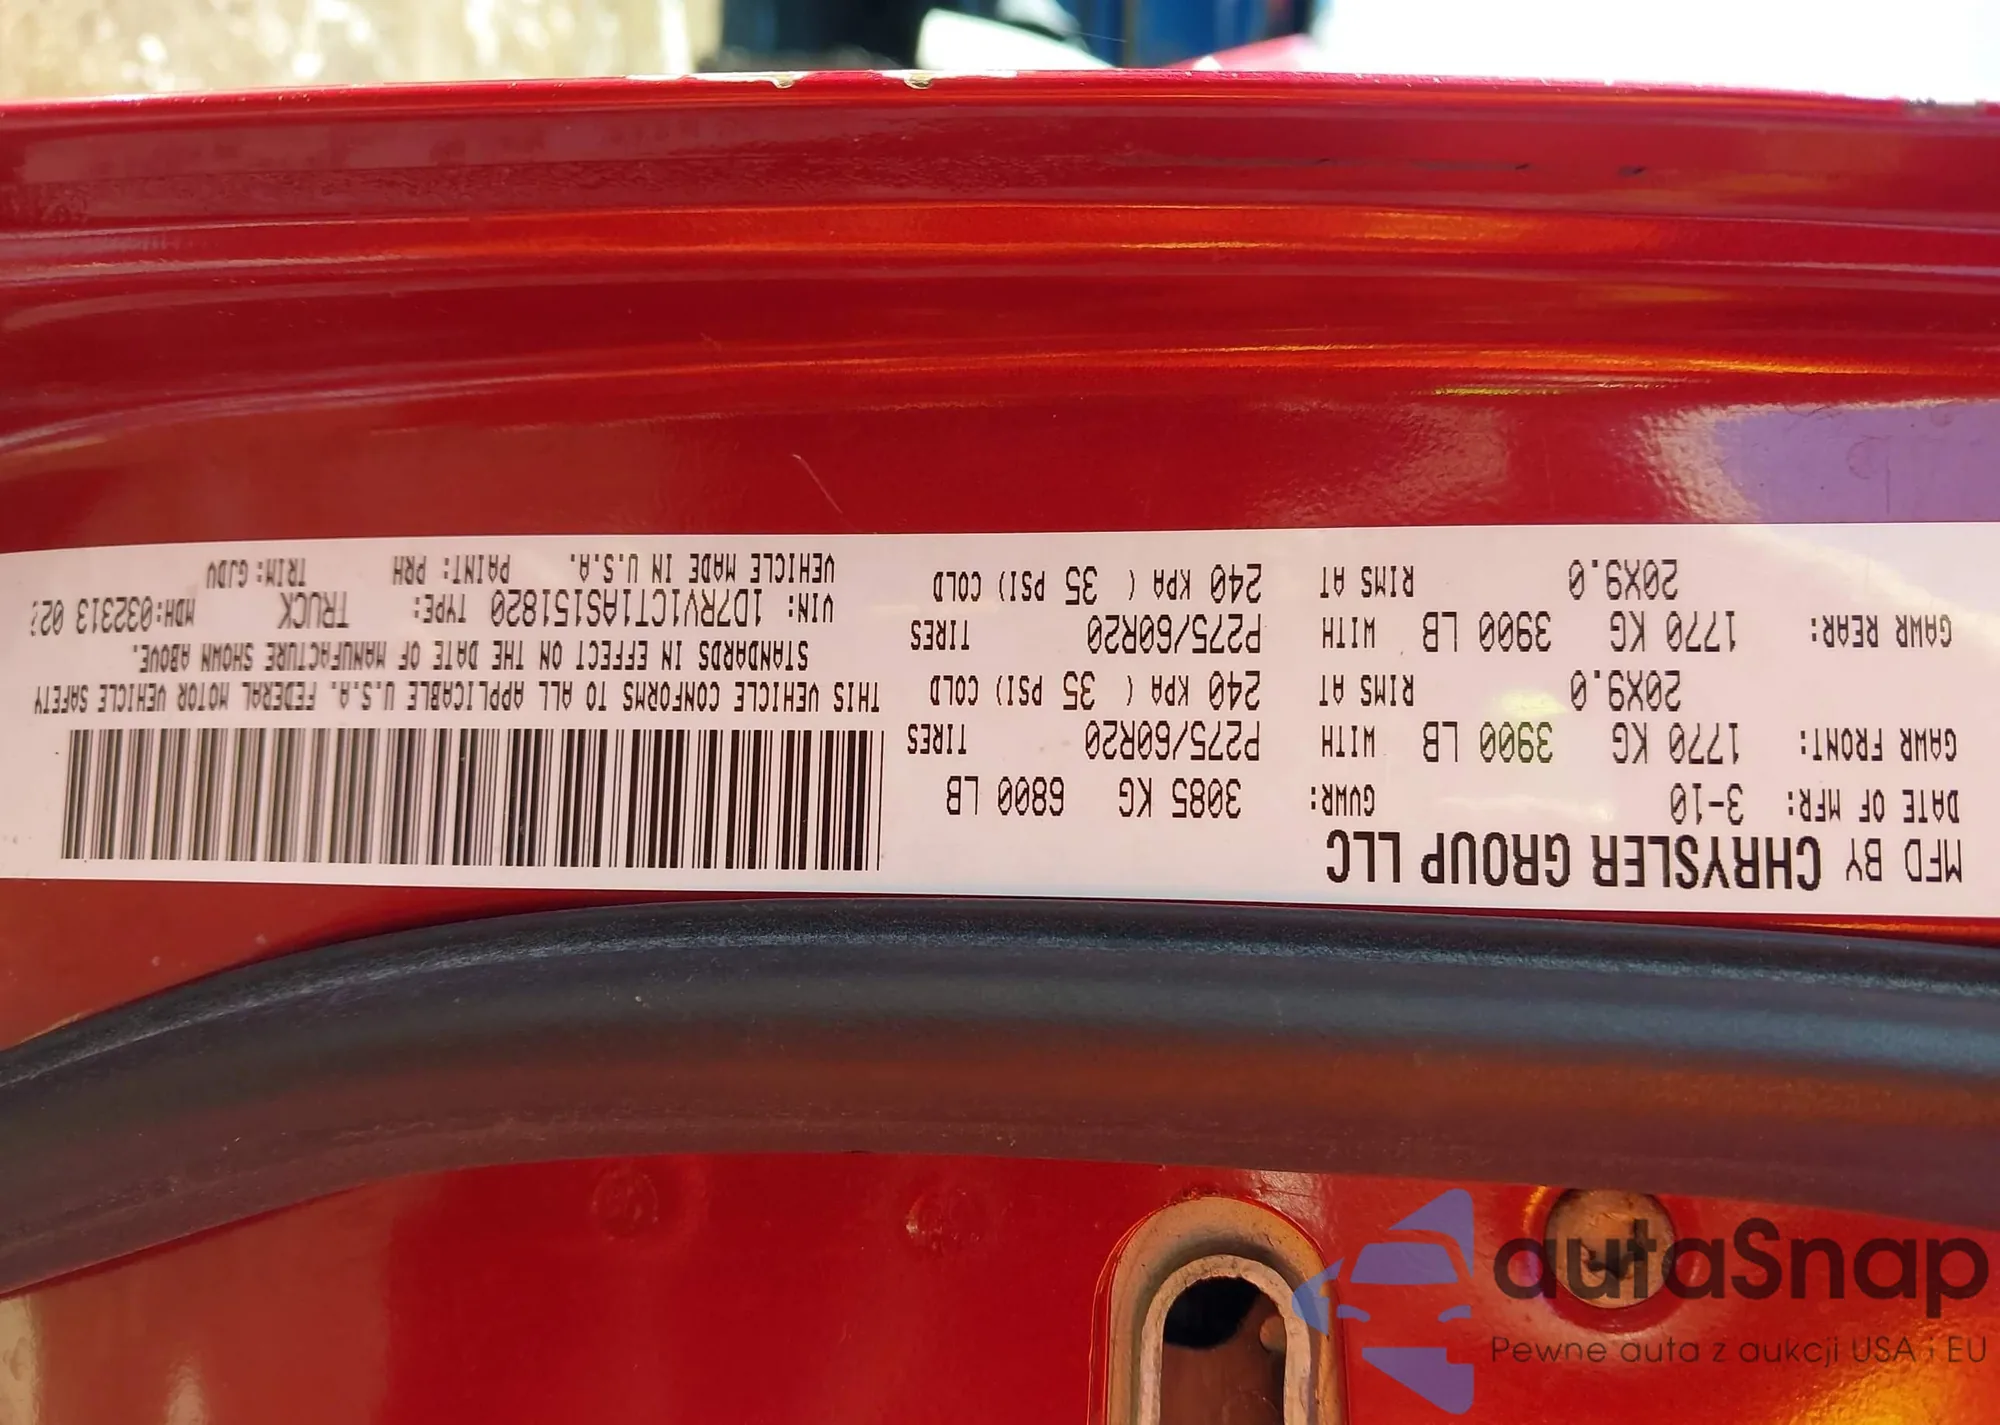 MFD BY CHRYSLER GROUP LLC
DATE OF MFR: 3-10 GVWR: 3085 KG 6800 LB
GAWR FRONT: 1770 KG 3900 LB WITH P275/60R20 TIRES
20X9.0 RIMS AT 240 KPA ( 35 PSI) COLD
GAWR REAR: 1770 KG 3900 LB WITH P275/60R20 TIRES
20X9.0 RIMS AT 240 KPA ( 35 PSI) COLD
THIS VEHICLE CONFORMS TO ALL APPLICABLE U.S.A. FEDERAL MOTOR VEHICLE SAFETY
STANDARDS IN EFFECT ON THE DATE OF MANUFACTURE SHOWN ABOVE.
VIN: 1D7RV1CT1AS151820 TYPE: TRUCK MDH:032313
VEHICLE MADE IN U.S.A. PAINT: PRH TRIM:GJDV
autaSnap
Pewne auta z aukcji USA i EU